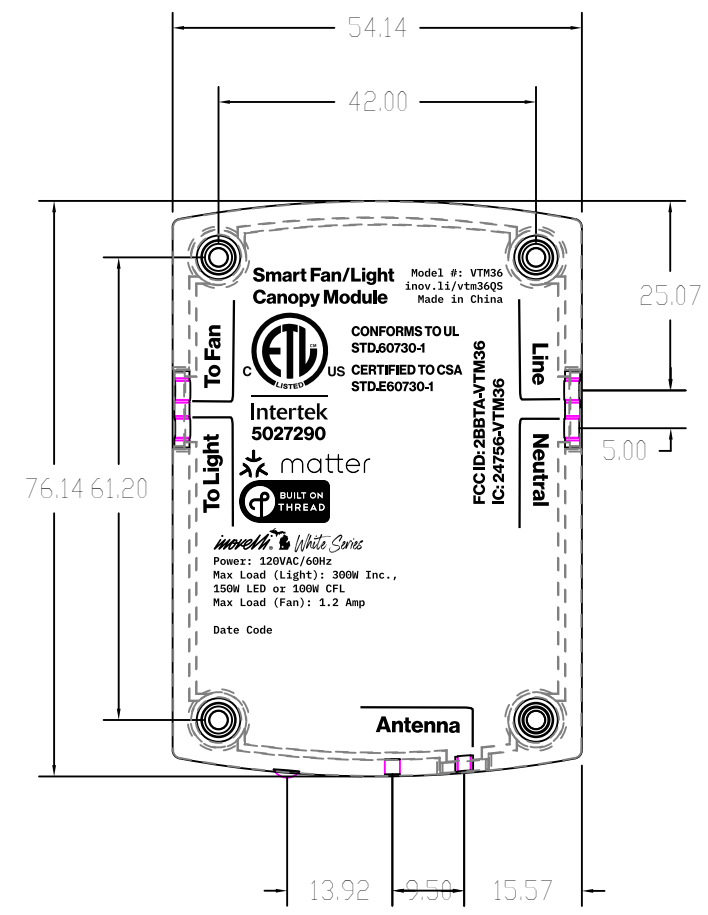 54.14
42.00
25.07
5.00
76.14
61.20
Smart Fan/Light
Canopy Module
Model #: VTM36
inov.li/vtm36QS
Made in China
To Fan
To Light
Line
Neutral
ETL
CM
C
US
LISTED
Intertek
5027290
CONFORMS TO UL
STD.60730-1
CERTIFIED TO CSA
STD.E60730-1
FCC ID: 2BBTA-VTM36
IC: 24756-VTM36
matter
BUILT ON
THREAD
inovelli. White Series
Power: 120VAC/60Hz
Max Load (Light): 300W Inc.,
150W LED or 100W CFL
Max Load (Fan): 1.2 Amp
Date Code
Antenna
13.92
9.50
15.57